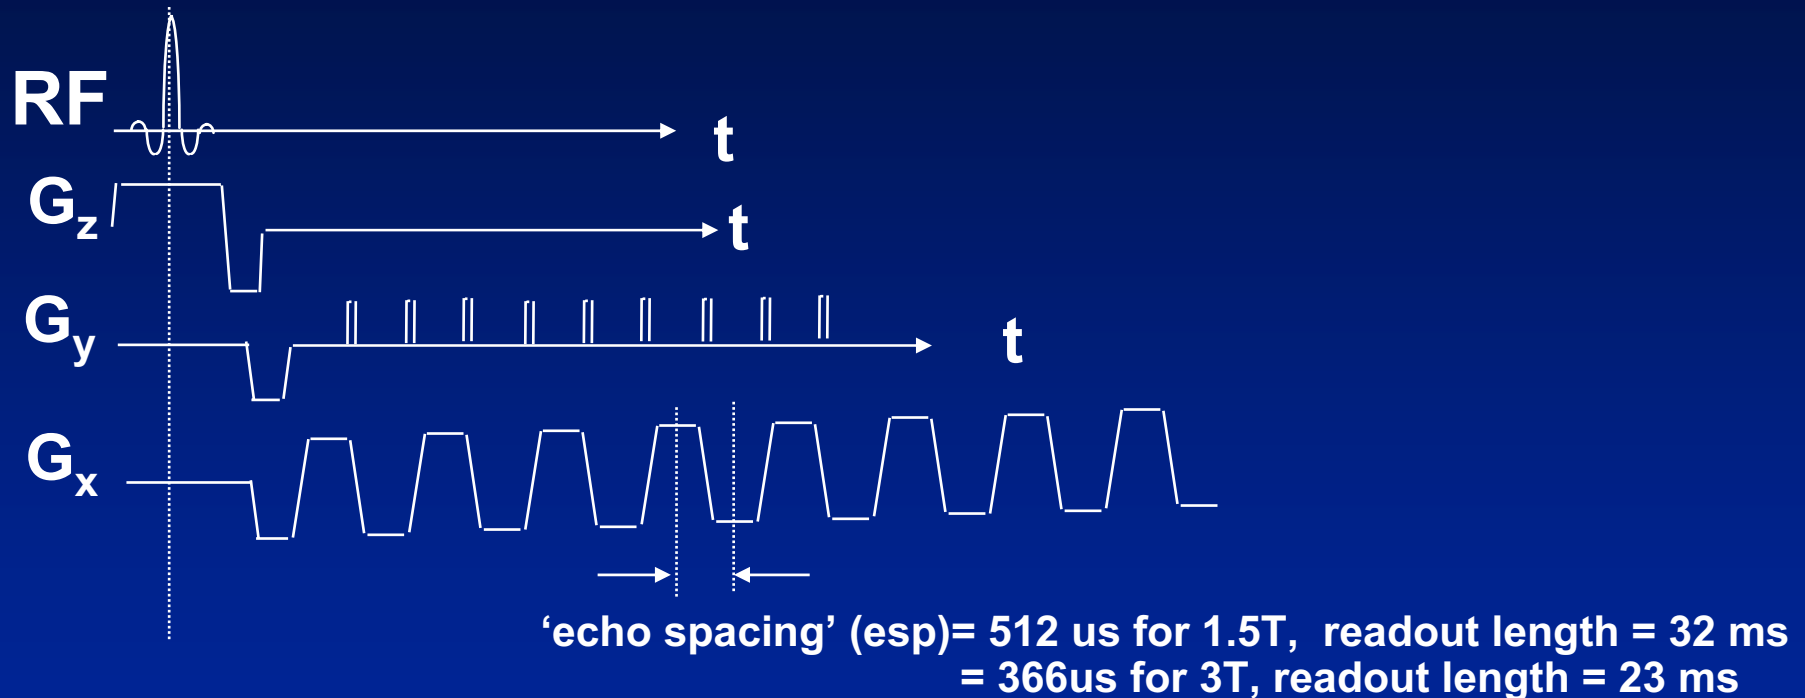 RF
t
Gz
t
Gy
t
Gx
‘echo spacing’ (esp)= 512 us for 1.5T, readout length = 32 ms
= 366us for 3T, readout length = 23 ms